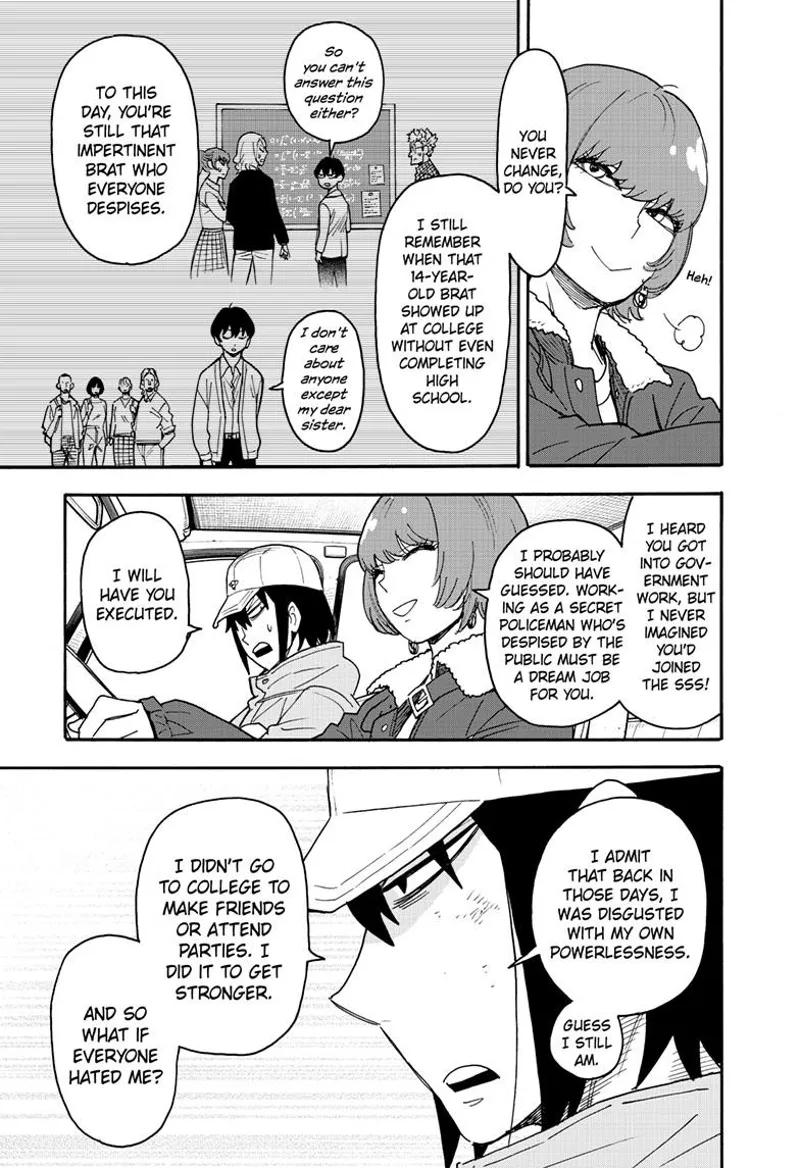 YOU
NEVER
CHANGE,
DO YOU?
Heh!
I STILL
REMEMBER
WHEN THAT
14-YEAR-
OLD BRAT
SHOWED UP
AT COLLEGE
WITHOUT EVEN
COMPLETING
HIGH
SCHOOL.
So
you can't
answer this
question
either?
TO THIS
DAY, YOU'RE
STILL THAT
IMPERTINENT
BRAT WHO
EVERYONE
DESPISES.
I don't
care about
anyone
except
my dear
sister.
I HEARD
YOU GOT
INTO GOV-
ERNMENT
WORK, BUT
I NEVER
IMAGINED
YOU'D
JOINED
THE SSS!
I PROBABLY
SHOULD HAVE
GUESSED. WORK-
ING AS A SECRET
POLICEMAN WHO'S
DESPISED BY THE
PUBLIC MUST BE
A DREAM JOB
FOR YOU.
I WILL
HAVE YOU
EXECUTED.
I ADMIT
THAT BACK IN
THOSE DAYS, I
WAS DISGUSTED
WITH MY OWN
POWERLESSNESS.
GUESS
I STILL
AM.
I DIDN'T GO
TO COLLEGE TO
MAKE FRIENDS
OR ATTEND
PARTIES. I
DID IT TO GET
STRONGER.
AND SO
WHAT IF
EVERYONE
HATED ME?